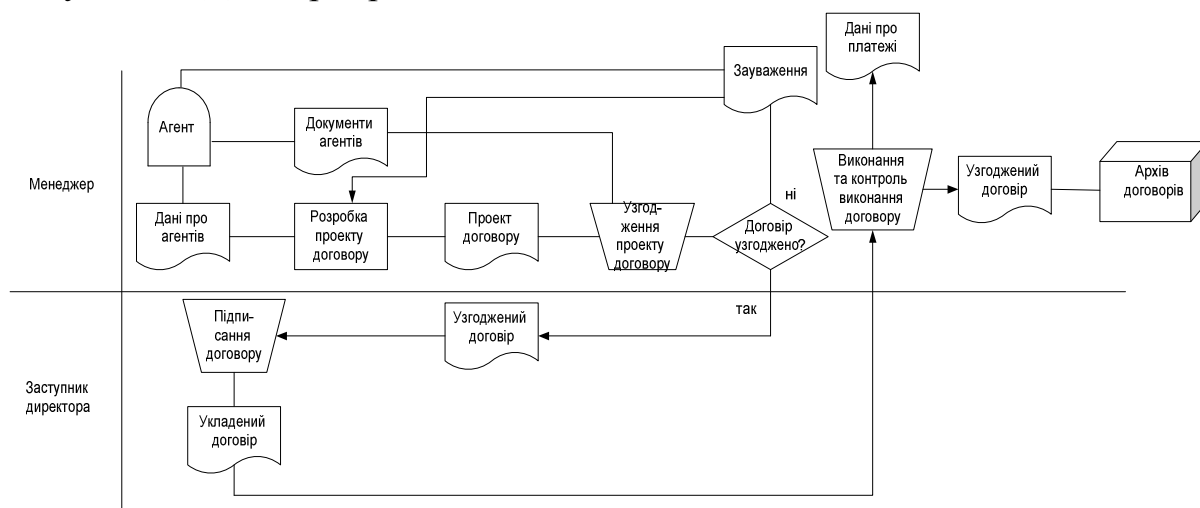 Дані про
платежі
Зауваження
Агент
Документи
агентів
Менеджер
Виконання
та контроль
виконання
договору
Узгоджений
договір
Архів
договорів
ні
Дані про
агентів
Розробка
проекту
договору
Проект
договору
Узгод-
ження
проекту
договору
Договір
узгоджено?
так
Підпи-
сання
договору
Узгоджений
договір
Заступник
директора
Укладений
договір